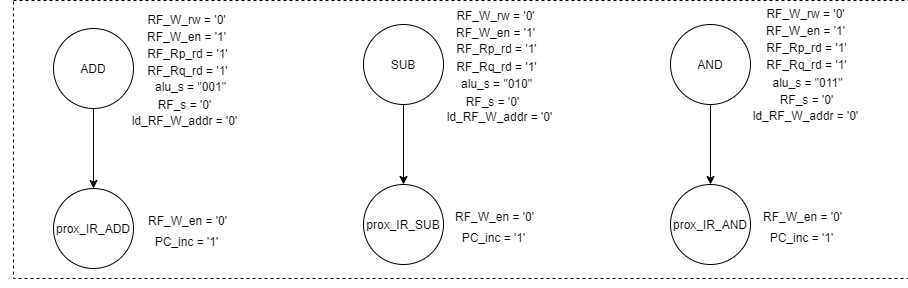 ADD
RF_W_rw = '0'
RF_W_en = '1'
RF_Rp_rd = '1'
RF_Rq_rd = '1'
alu_s = "001"
RF_s = '0'
ld_RF_W_addr = '0'
prox_IR_ADD
RF_W_en = '0'
PC_inc = '1'
SUB
RF_W_rw = '0'
RF_W_en = '1'
RF_Rp_rd = '1'
RF_Rq_rd = '1'
alu_s = "010"
RF_s = '0'
ld_RF_W_addr = '0'
prox_IR_SUB
RF_W_en = '0'
PC_inc = '1'
AND
RF_W_rw = '0'
RF_W_en = '1'
RF_Rp_rd = '1'
RF_Rq_rd = '1'
alu_s = "011"
RF_s = '0'
ld_RF_W_addr = '0'
prox_IR_AND
RF_W_en = '0'
PC_inc = '1'